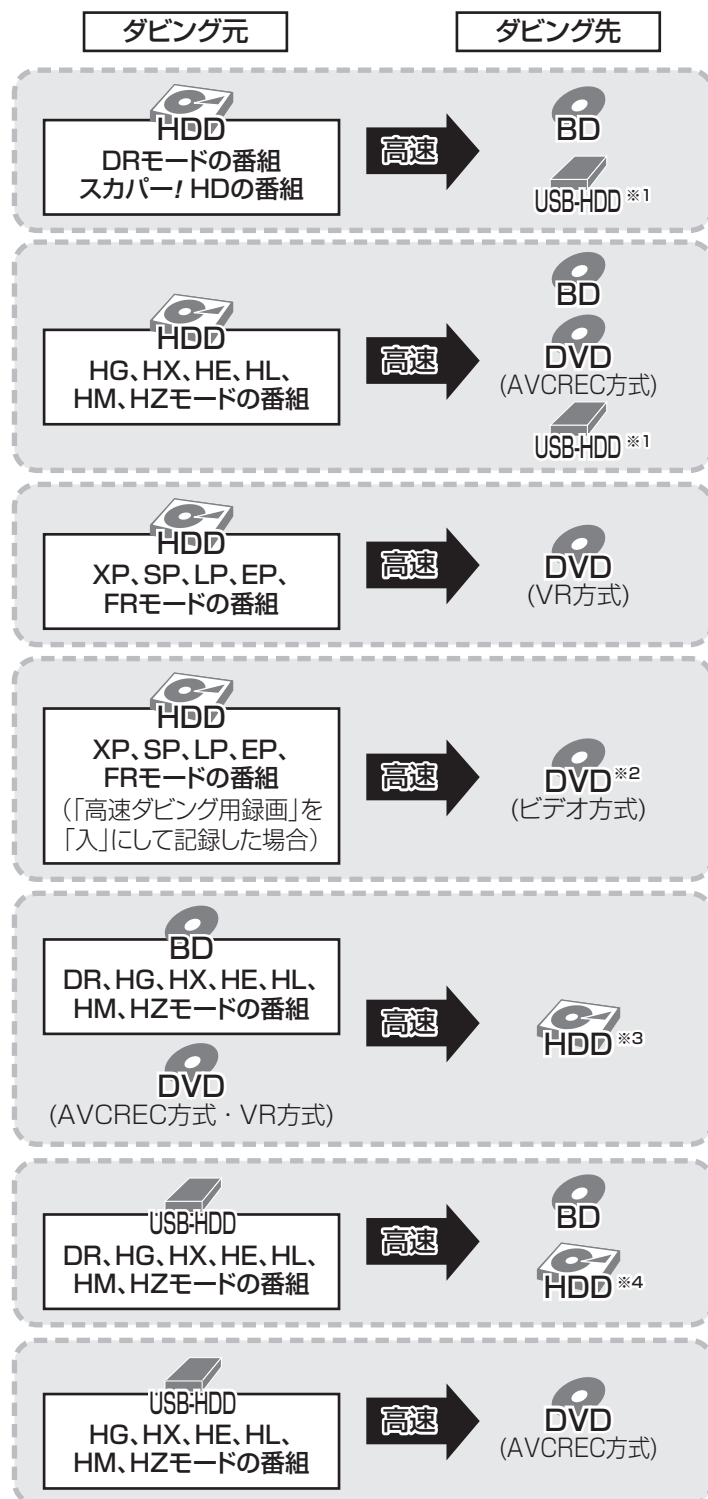 ダビング元
ダビング先
HDD
DRモードの番組
スカパー! HDの番組
高速
BD
USB-HDD※1
HDD
HG、HX、HE、HL、
HM、HZモードの番組
高速
BD
DVD
(AVCREC方式)
USB-HDD※1
HDD
XP、SP、LP、EP、
FRモードの番組
高速
DVD
(VR方式)
HDD
XP、SP、LP、EP、
FRモードの番組
（「高速ダビング用録画」を
「入」にして記録した場合）
高速
DVD※2
(ビデオ方式)
BD
DR、HG、HX、HE、HL、
HM、HZモードの番組
DVD
(AVCREC方式・VR方式)
高速
HDD※3
USB-HDD
DR、HG、HX、HE、HL、
HM、HZモードの番組
高速
BD
HDD※4
USB-HDD
HG、HX、HE、HL、
HM、HZモードの番組
高速
DVD
(AVCREC方式)